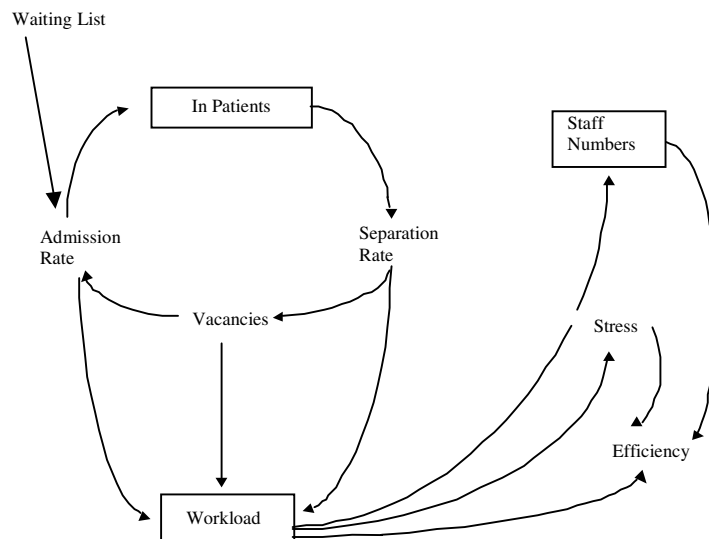 Waiting List
In Patients
Staff
Numbers
Admission
Rate
Separation
Rate
Vacancies
Stress
Efficiency
Workload